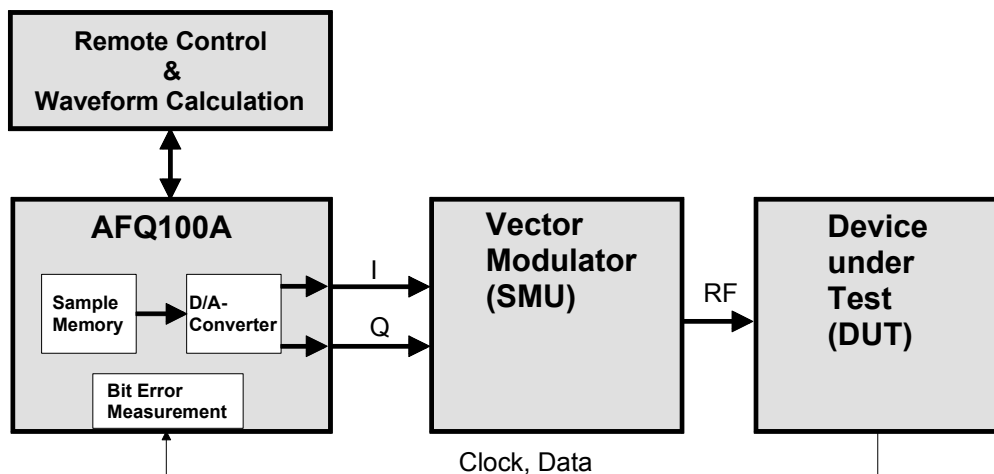 Remote Control
&
Waveform Calculation
AFQ100A
Sample
Memory
D/A-
Converter
Bit Error
Measurement
I
Q
Vector
Modulator
(SMU)
RF
Device
under
Test
(DUT)
Clock, Data